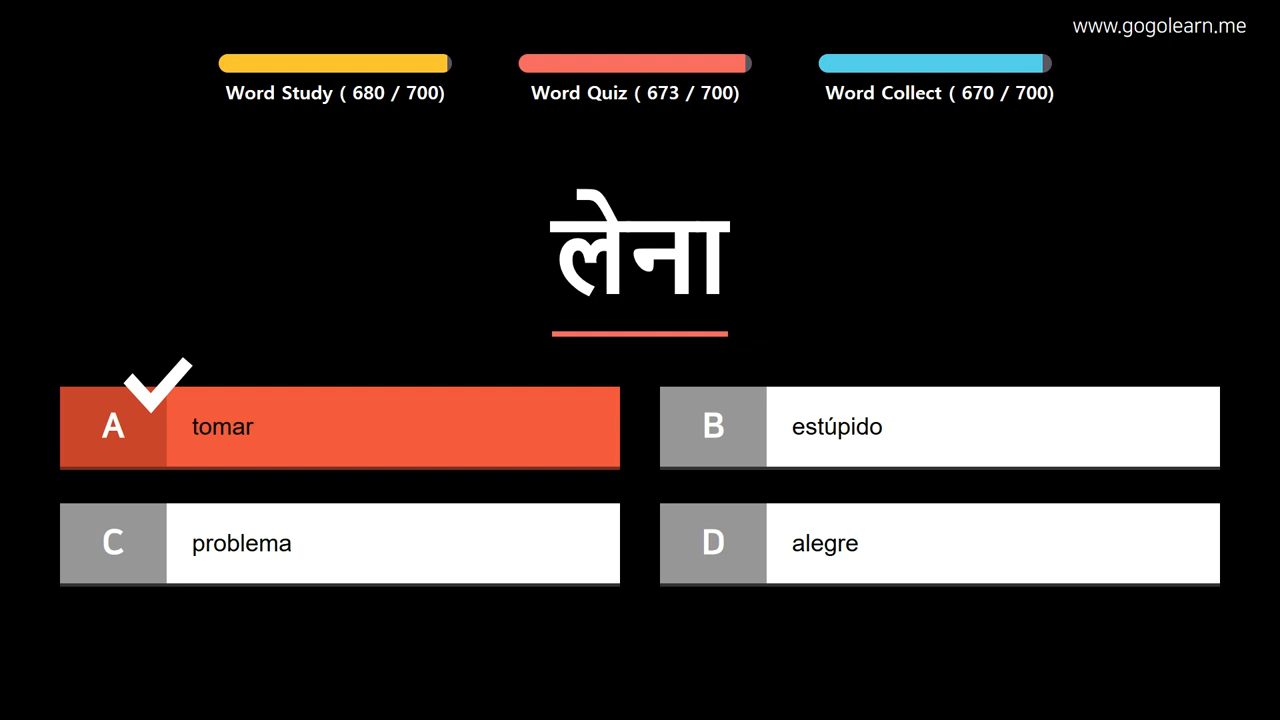 www.gogolearn.me
Word Study ( 680 / 700)
Word Quiz ( 673 / 700)
Word Collect ( 670 / 700)
लेना
A
tomar
B
estúpido
C
problema
D
alegre